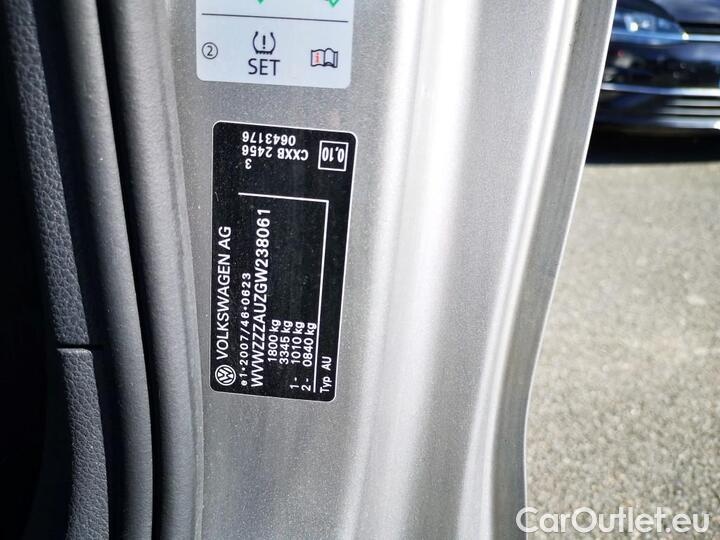 ②
SET
VOLKSWAGEN AG
e1*2007/46*0623
WVWZZZAUZGW238061
1800 kg
3345 kg
1 - 1010 kg
2 - 0840 kg
Typ AU
3
CXXB 2456
0643176
0,10
CarOutlet.eu